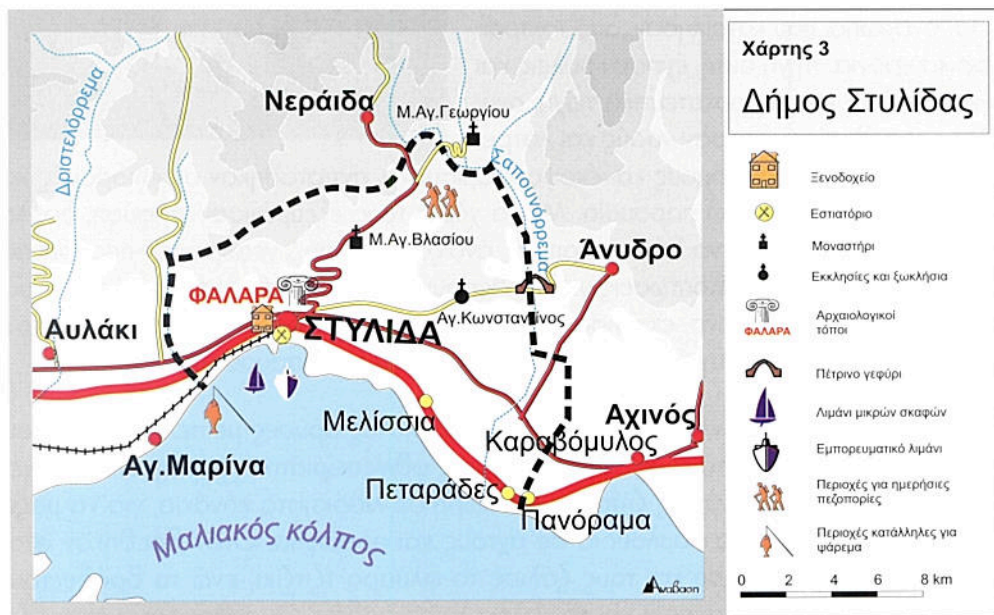 Χάρτης 3
Δήμος Στυλίδας
Νεράιδα
Μ.Αγ.Γεωργίου
Δριστελόρρεμα
Σαπουνόρεμα
Μ.Αγ.Βλασίου
Άνυδρο
ΦΑΛΑΡΑ
Αγ.Κωνσταντίνος
ΣΤΥΛΙΔΑ
Αυλάκι
Μελίσσια
Αχινός
Καραβόμυλος
Αγ.Μαρίνα
Πεταράδες
Πανόραμα
Μαλιακός κόλπος
Ανάβαση
Ξενοδοχείο
Εστιατόριο
Μοναστήρι
Εκκλησίες και ξωκλήσια
ΦΑΛΑΡΑ
Αρχαιολογικοί
τόποι
Πέτρινο γεφύρι
Λιμάνι μικρών σκαφών
Εμπορευματικό λιμάνι
Περιοχές για ημερήσιες
πεζοπορίες
Περιοχές κατάλληλες για
ψάρεμα
0 2 4 6 8 km